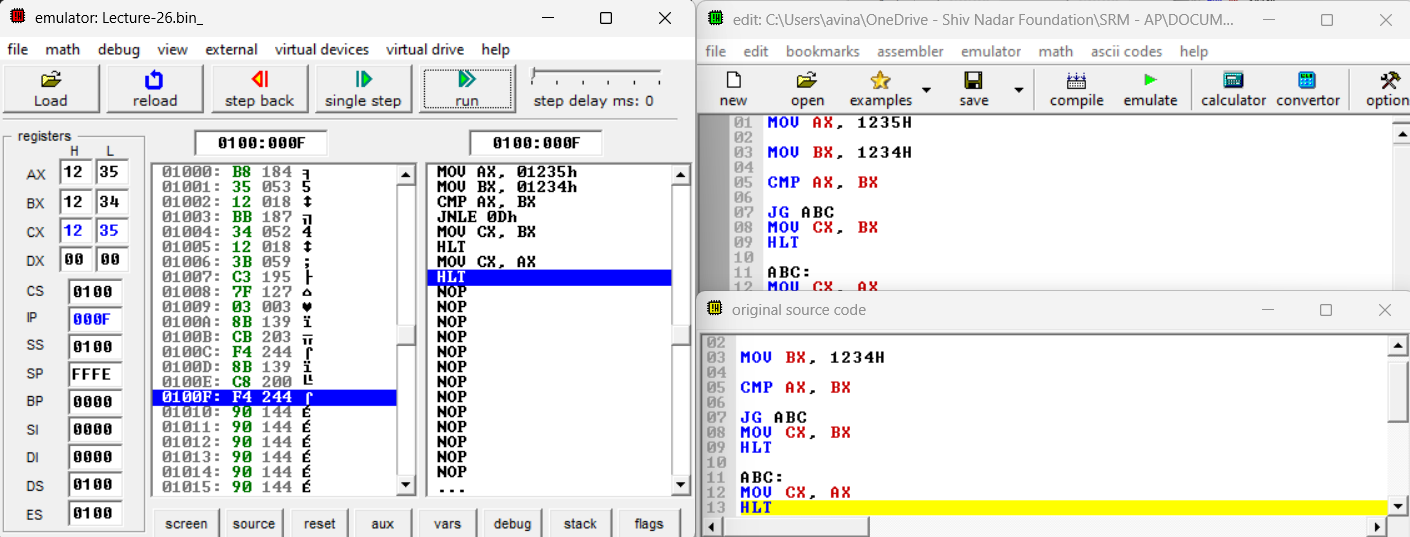 emulator: Lecture-26.bin_
file math debug view external virtual devices virtual drive help
Load reload step back single step run step delay ms: 0
registers
H L
AX 12 35
BX 12 34
CX 12 35
DX 00 00
CS 0100
IP 000F
SS 0100
SP FFFE
BP 0000
SI 0000
DI 0000
DS 0100
ES 0100
0100:000F
01000: B8 184 ╕
01001: 35 053 5
01002: 12 018 ↕
01003: BB 187 ╗
01004: 34 052 4
01005: 12 018 ↕
01006: 3B 059 ;
01007: C3 195 ├
01008: 7F 127 ⌂
01009: 03 003 ♥
0100A: 8B 139 ï
0100B: CB 203 ╦
0100C: F4 244 ⌠
0100D: 8B 139 ï
0100E: C8 200 ╚
0100F: F4 244 ⌠
01010: 90 144 É
01011: 90 144 É
01012: 90 144 É
01013: 90 144 É
01014: 90 144 É
01015: 90 144 É
0100:000F
MOV AX, 01235h
MOV BX, 01234h
CMP AX, BX
JNLE 0Dh
MOV CX, BX
HLT
MOV CX, AX
HLT
NOP
NOP
NOP
NOP
NOP
NOP
NOP
NOP
NOP
NOP
NOP
NOP
NOP
...
screen source reset aux vars debug stack flags
edit: C:\Users\avina\OneDrive - Shiv Nadar Foundation\SRM - AP\DOCUM...
file edit bookmarks assembler emulator math ascii codes help
new open examples save compile emulate calculator convertor option
01 MOV AX, 1235H
02
03 MOV BX, 1234H
04
05 CMP AX, BX
06
07 JG ABC
08 MOV CX, BX
09 HLT
10
11 ABC:
12 MOV CX, AX
original source code
02
03 MOV BX, 1234H
04
05 CMP AX, BX
06
07 JG ABC
08 MOV CX, BX
09 HLT
10
11 ABC:
12 MOV CX, AX
13 HLT